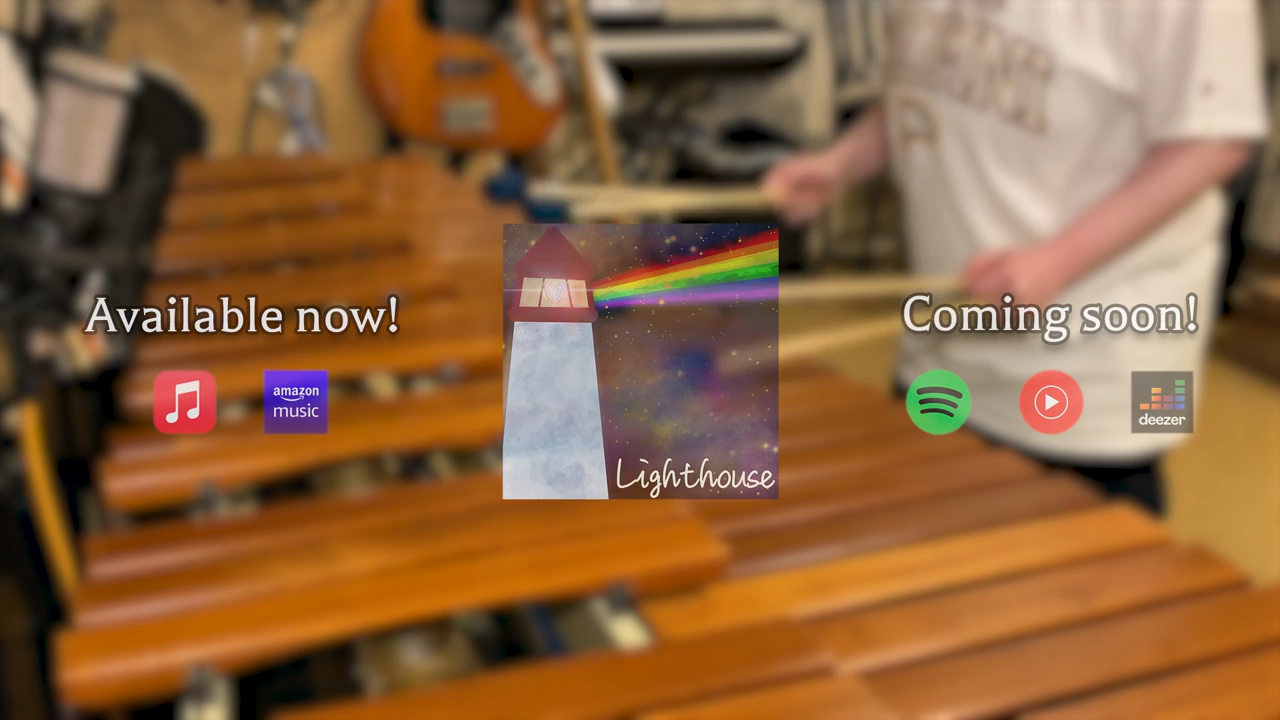 Available now!
amazon
music
Lighthouse
Coming soon!
deezer